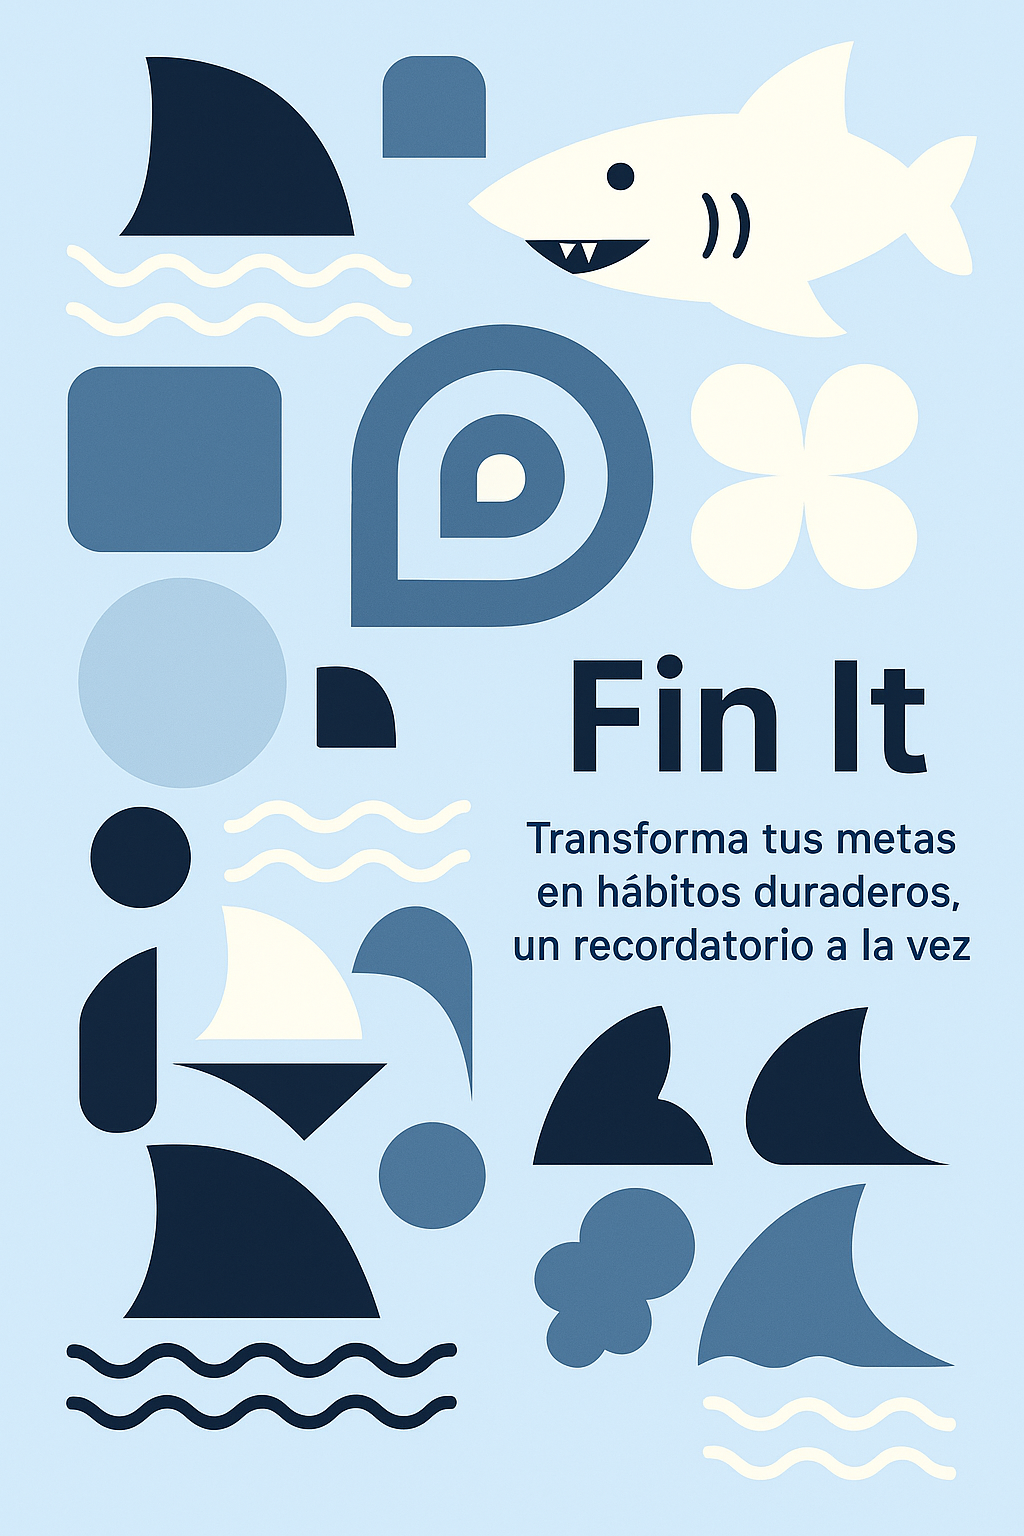 Fin It
Transforma tus metas
en hábitos duraderos,
un recordatorio a la vez